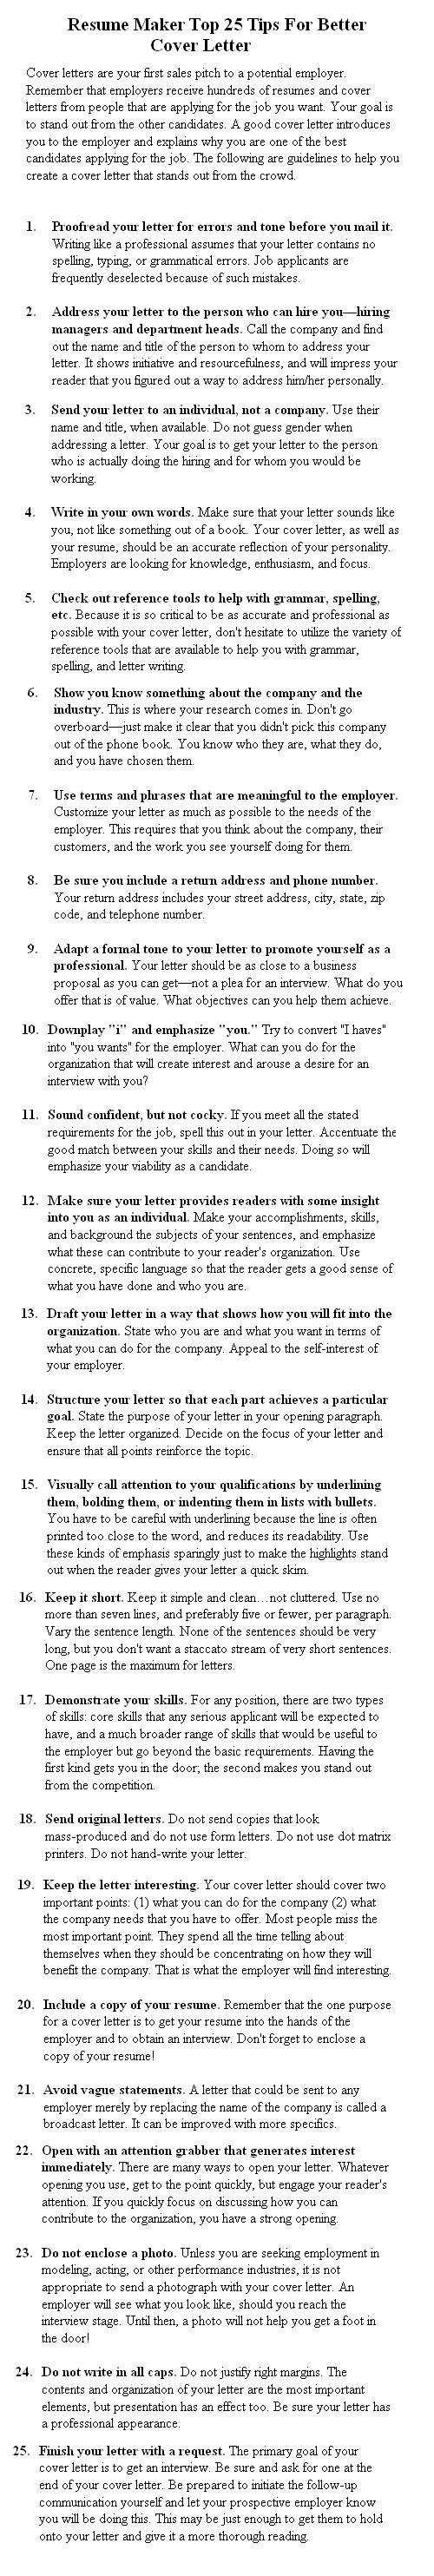 Resume Maker Top 25 Tips For Better
Cover Letter
Cover letters are your first sales pitch to a potential employer.
Remember that employers receive hundreds of resumes and cover
letters from people that are applying for the job you want. Your goal is
to stand out from the other candidates. A good cover letter introduces
you to the employer and explains why you are one of the best
candidates applying for the job. The following are guidelines to help you
create a cover letter that stands out from the crowd.
1. Proofread your letter for errors and tone before you mail it.
Writing like a professional assumes that your letter contains no
spelling, typing, or grammatical errors. Job applicants are
frequently deselected because of such mistakes.
2. Address your letter to the person who can hire you—hiring
managers and department heads. Call the company and find
out the name and title of the person to whom to address your
letter. It shows initiative and resourcefulness, and will impress your
reader that you figured out a way to address him/her personally.
3. Send your letter to an individual, not a company. Use their
name and title, when available. Do not guess gender when
addressing a letter. Your goal is to get your letter to the person
who is actually doing the hiring and for whom you would be
working.
4. Write in your own words. Make sure that your letter sounds like
you, not like something out of a book. Your cover letter, as well as
your resume, should be an accurate reflection of your personality.
Employers are looking for knowledge, enthusiasm, and focus.
5. Check out reference tools to help with grammar, spelling,
etc. Because it is so critical to be as accurate and professional as
possible with your cover letter, don't hesitate to utilize the variety of
reference tools that are available to help you with grammar,
spelling, and letter writing.
6. Show you know something about the company and the
industry. This is where your research comes in. Don't go
overboard—just make it clear that you didn't pick this company
out of the phone book. You know who they are, what they do,
and you have chosen them.
7. Use terms and phrases that are meaningful to the employer.
Customize your letter as much as possible to the needs of the
employer. This requires that you think about the company, their
customers, and the work you see yourself doing for them.
8. Be sure you include a return address and phone number.
Your return address includes your street address, city, state, zip
code, and telephone number.
9. Adapt a formal tone to your letter to promote yourself as a
professional. Your letter should be as close to a business
proposal as you can get—not a plea for an interview. What do you
offer that is of value. What objectives can you help them achieve.
10. Downplay "i" and emphasize "you." Try to convert "I haves"
into "you wants" for the employer. What can you do for the
organization that will create interest and arouse a desire for an
interview with you?
11. Sound confident, but not cocky. If you meet all the stated
requirements for the job, spell this out in your letter. Accentuate the
good match between your skills and their needs. Doing so will
emphasize your viability as a candidate.
12. Make sure your letter provides readers with some insight
into you as an individual. Make your accomplishments, skills,
and background the subjects of your sentences, and emphasize
what these can contribute to your reader's organization. Use
concrete, specific language so that the reader gets a good sense of
what you have done and who you are.
13. Draft your letter in a way that shows how you will fit into the
organization. State who you are and what you want in terms of
what you can do for the company. Appeal to the self-interest of
your employer.
14. Structure your letter so that each part achieves a particular
goal. State the purpose of your letter in your opening paragraph.
Keep the letter organized. Decide on the focus of your letter and
ensure that all points reinforce the topic.
15. Visually call attention to your qualifications by underlining
them, bolding them, or indenting them in lists with bullets.
You have to be careful with underlining because the line is often
printed too close to the word, and reduces its readability. Use
these kinds of emphasis sparingly just to make the highlights stand
out when the reader gives your letter a quick skim.
16. Keep it short. Keep it simple and clean...not cluttered. Use no
more than seven lines, and preferably five or fewer, per paragraph.
Vary the sentence length. None of the sentences should be very
long, but you don't want a staccato stream of very short sentences.
One page is the maximum for letters.
17. Demonstrate your skills. For any position, there are two types
of skills: core skills that any serious applicant will be expected to
have, and a much broader range of skills that would be useful to
the employer but go beyond the basic requirements. Having the
first kind gets you in the door; the second makes you stand out
from the competition.
18. Send original letters. Do not send copies that look
mass-produced and do not use form letters. Do not use dot matrix
printers. Do not hand-write your letter.
19. Keep the letter interesting. Your cover letter should cover two
important points: (1) what you can do for the company (2) what
the company needs that you have to offer. Most people miss the
most important point. They spend all the time telling about
themselves when they should be concentrating on how they will
benefit the company. That is what the employer will find interesting.
20. Include a copy of your resume. Remember that the one purpose
for a cover letter is to get your resume into the hands of the
employer and to obtain an interview. Don't forget to enclose a
copy of your resume!
21. Avoid vague statements. A letter that could be sent to any
employer merely by replacing the name of the company is called a
broadcast letter. It can be improved with more specifics.
22. Open with an attention grabber that generates interest
immediately. There are many ways to open your letter. Whatever
opening you use, get to the point quickly, but engage your reader's
attention. If you quickly focus on discussing how you can
contribute to the organization, you have a strong opening.
23. Do not enclose a photo. Unless you are seeking employment in
modeling, acting, or other performance industries, it is not
appropriate to send a photograph with your cover letter. An
employer will see what you look like, should you reach the
interview stage. Until then, a photo will not help you get a foot in
the door!
24. Do not write in all caps. Do not justify right margins. The
contents and organization of your letter are the most important
elements, but presentation has an effect too. Be sure your letter has
a professional appearance.
25. Finish your letter with a request. The primary goal of your
cover letter is to get an interview. Be sure and ask for one at the
end of your cover letter. Be prepared to initiate the follow-up
communication yourself and let your prospective employer know
you will be doing this. This may be just enough to get them to hold
onto your letter and give it a more thorough reading.